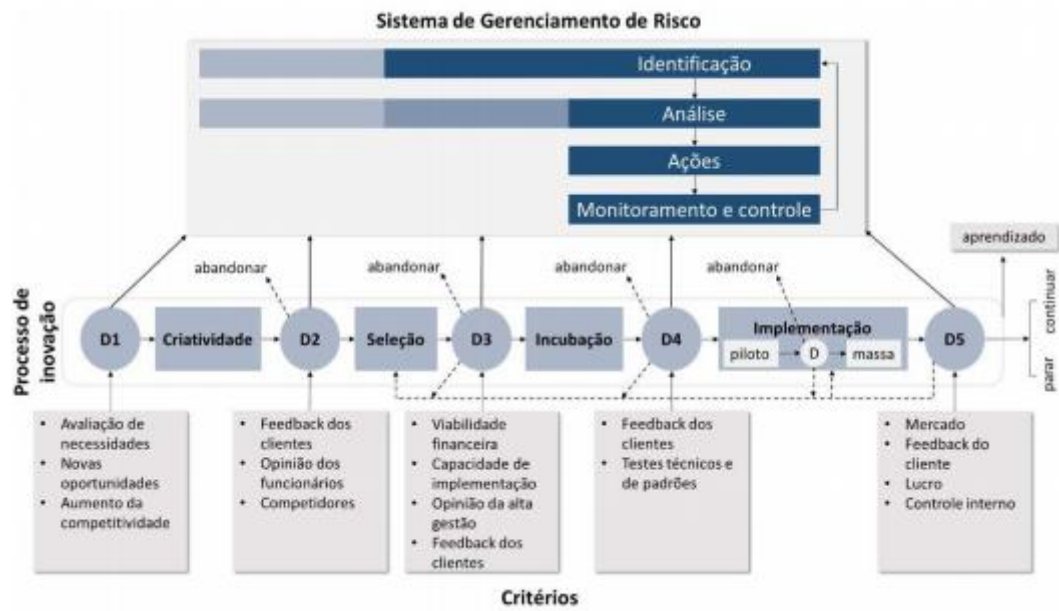 Sistema de Gerenciamento de Risco
Identificação
Análise
Ações
Monitoramento e controle
aprendizado
abandonar
abandonar
abandonar
abandonar
Processo de
inovação
D1
Criatividade
D2
Seleção
D3
Incubação
D4
Implementação
piloto
D
massa
D5
continuar
parar
• Avaliação de
necessidades
• Novas
oportunidades
• Aumento da
competitividade
• Feedback dos
clientes
• Opinião dos
funcionários
• Competidores
• Viabilidade
financeira
• Capacidade de
implementação
• Opinião da alta
gestão
• Feedback dos
clientes
• Feedback dos
clientes
• Testes técnicos e
de padrões
• Mercado
• Feedback do
cliente
• Lucro
• Controle interno
Critérios